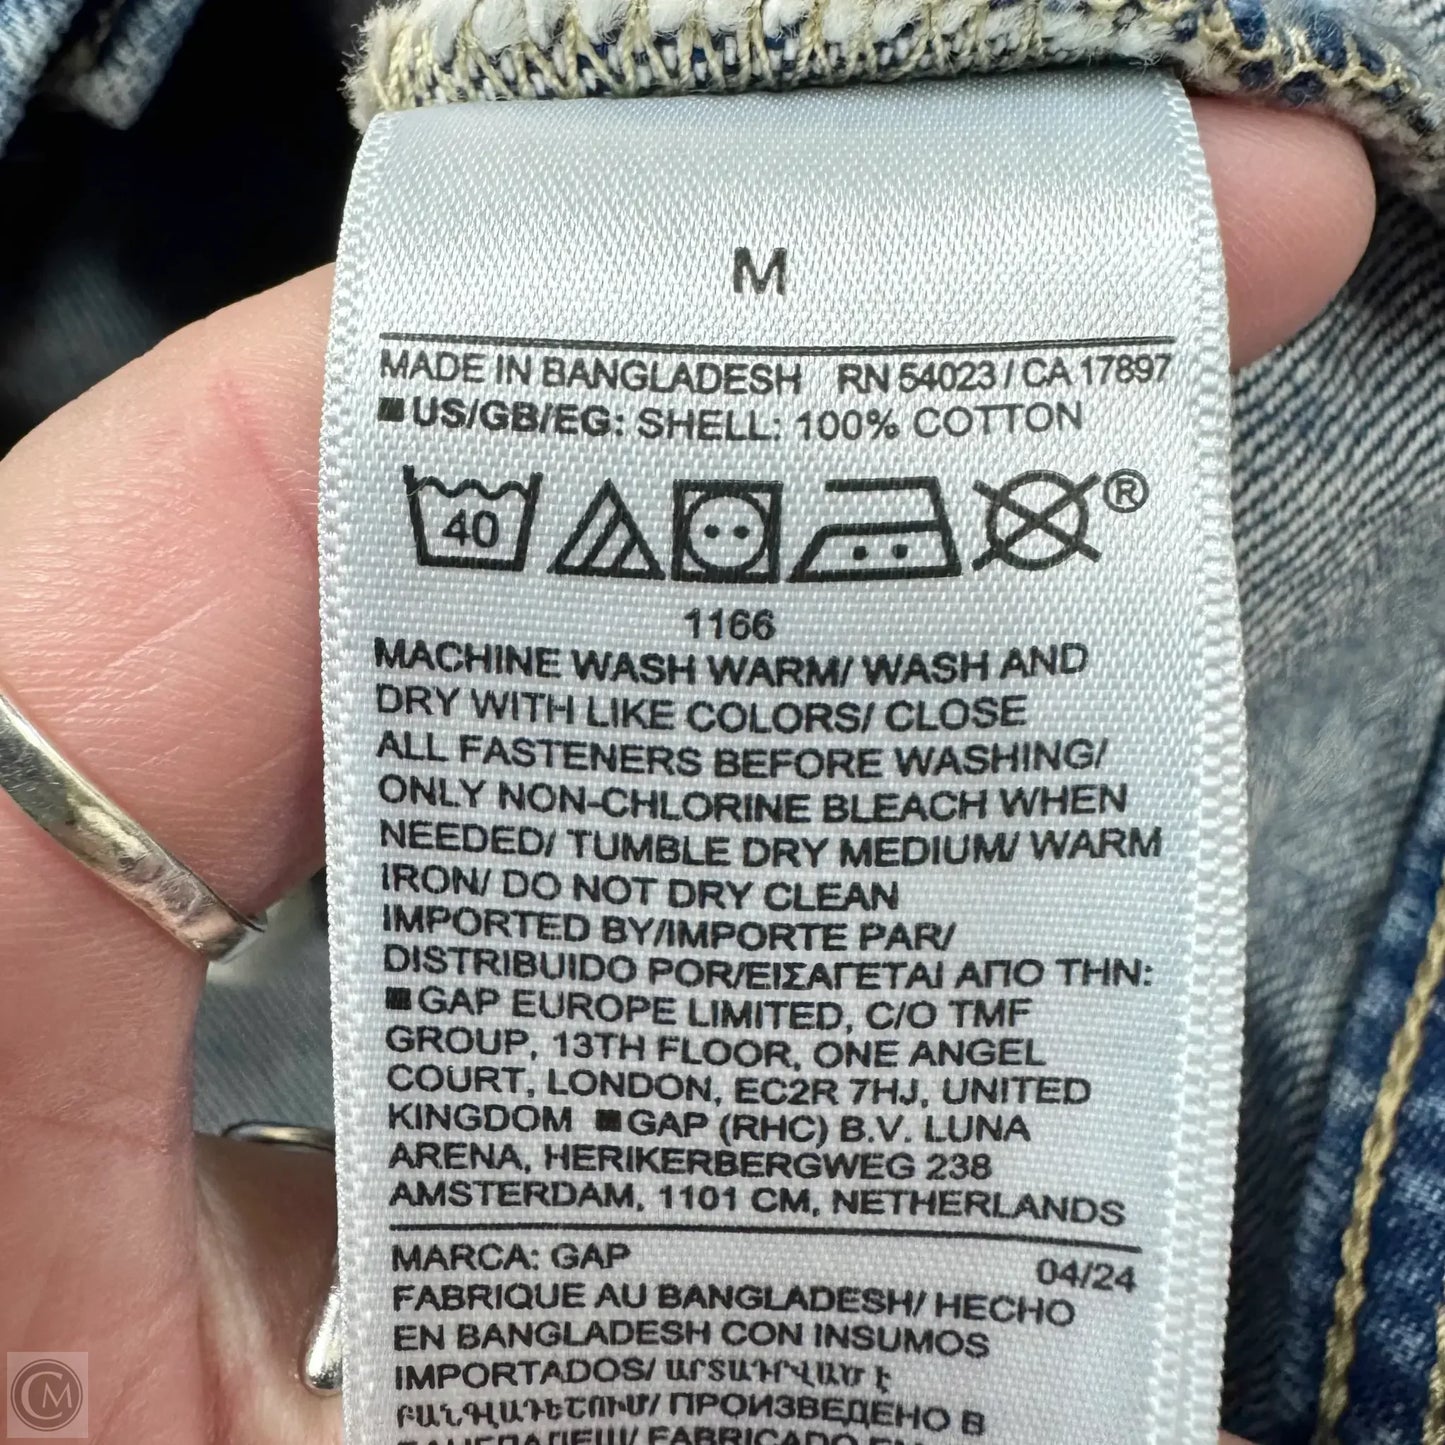 M
MADE IN BANGLADESH RN 54023 / CA 17897
US/GB/EG: SHELL: 100% COTTON
40
®
1166
MACHINE WASH WARM/ WASH AND
DRY WITH LIKE COLORS/ CLOSE
ALL FASTENERS BEFORE WASHING/
ONLY NON-CHLORINE BLEACH WHEN
NEEDED/ TUMBLE DRY MEDIUM/ WARM
IRON/ DO NOT DRY CLEAN
IMPORTED BY/IMPORTE PAR/
DISTRIBUIDO POR/ΕΙΣΑΓΕΤΑΙ ΑΠΟ ΤΗΝ:
GAP EUROPE LIMITED, C/O TMF
GROUP, 13TH FLOOR, ONE ANGEL
COURT, LONDON, EC2R 7HJ, UNITED
KINGDOM GAP (RHC) B.V. LUNA
ARENA, HERIKERBERGWEG 238
AMSTERDAM, 1101 CM, NETHERLANDS
MARCA: GAP 04/24
FABRIQUE AU BANGLADESH/ HECHO
EN BANGLADESH CON INSUMOS
IMPORTADOS/ ԱՐՏԱԴՐՎԱԾ Է
ԲԱՆԳԼԱԴԵՇՈՒՄ/ ПРОИЗВЕДЕНО В
БАНГЛАДЕШ/ FABRICADO EM
CM